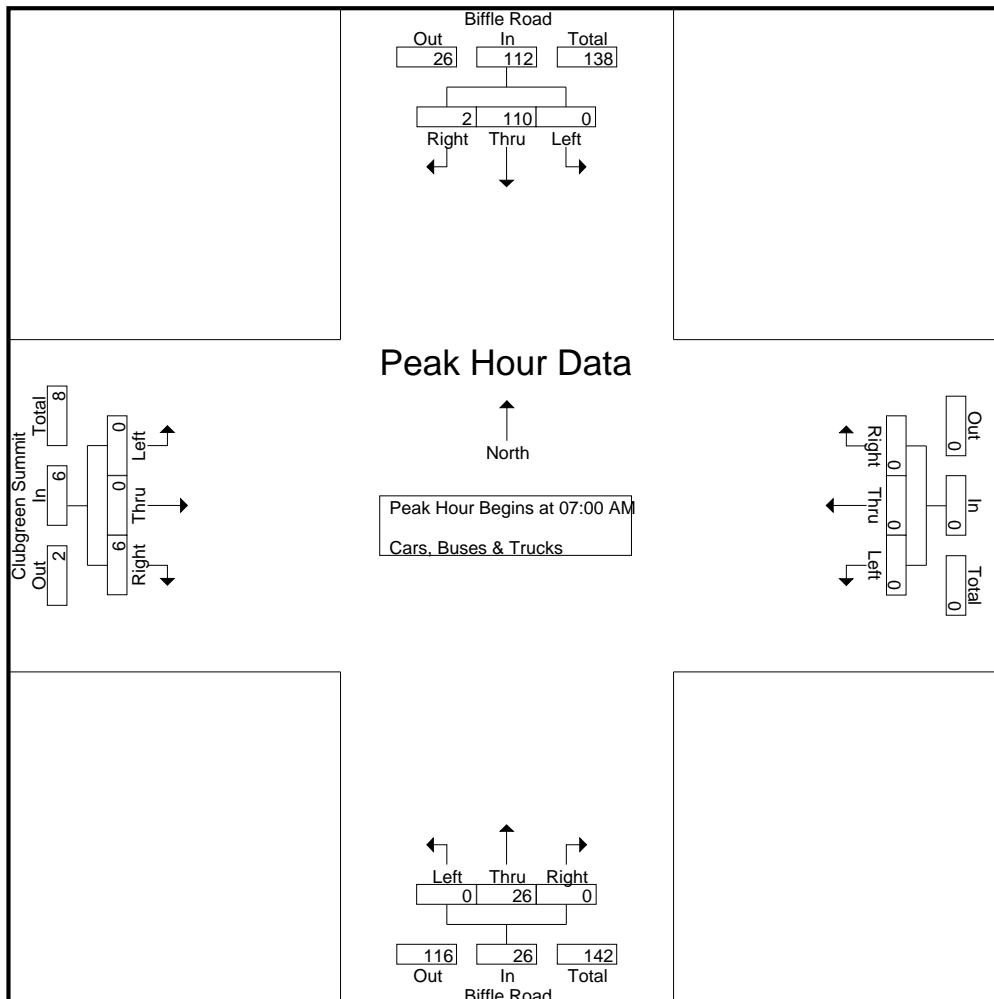 Biffle Road
Out In Total
26 112 138
2 110 0
Right Thru Left
Peak Hour Data
North
Peak Hour Begins at 07:00 AM
Cars, Buses & Trucks
Clubgreen Summit
Total In Out
8 6 2
0 0 6
Left Thru Right
Right Thru Left
0 0 0
Out In Total
0 0 0
Left Thru Right
0 26 0
116 26 142
Out In Total
Biffle Road